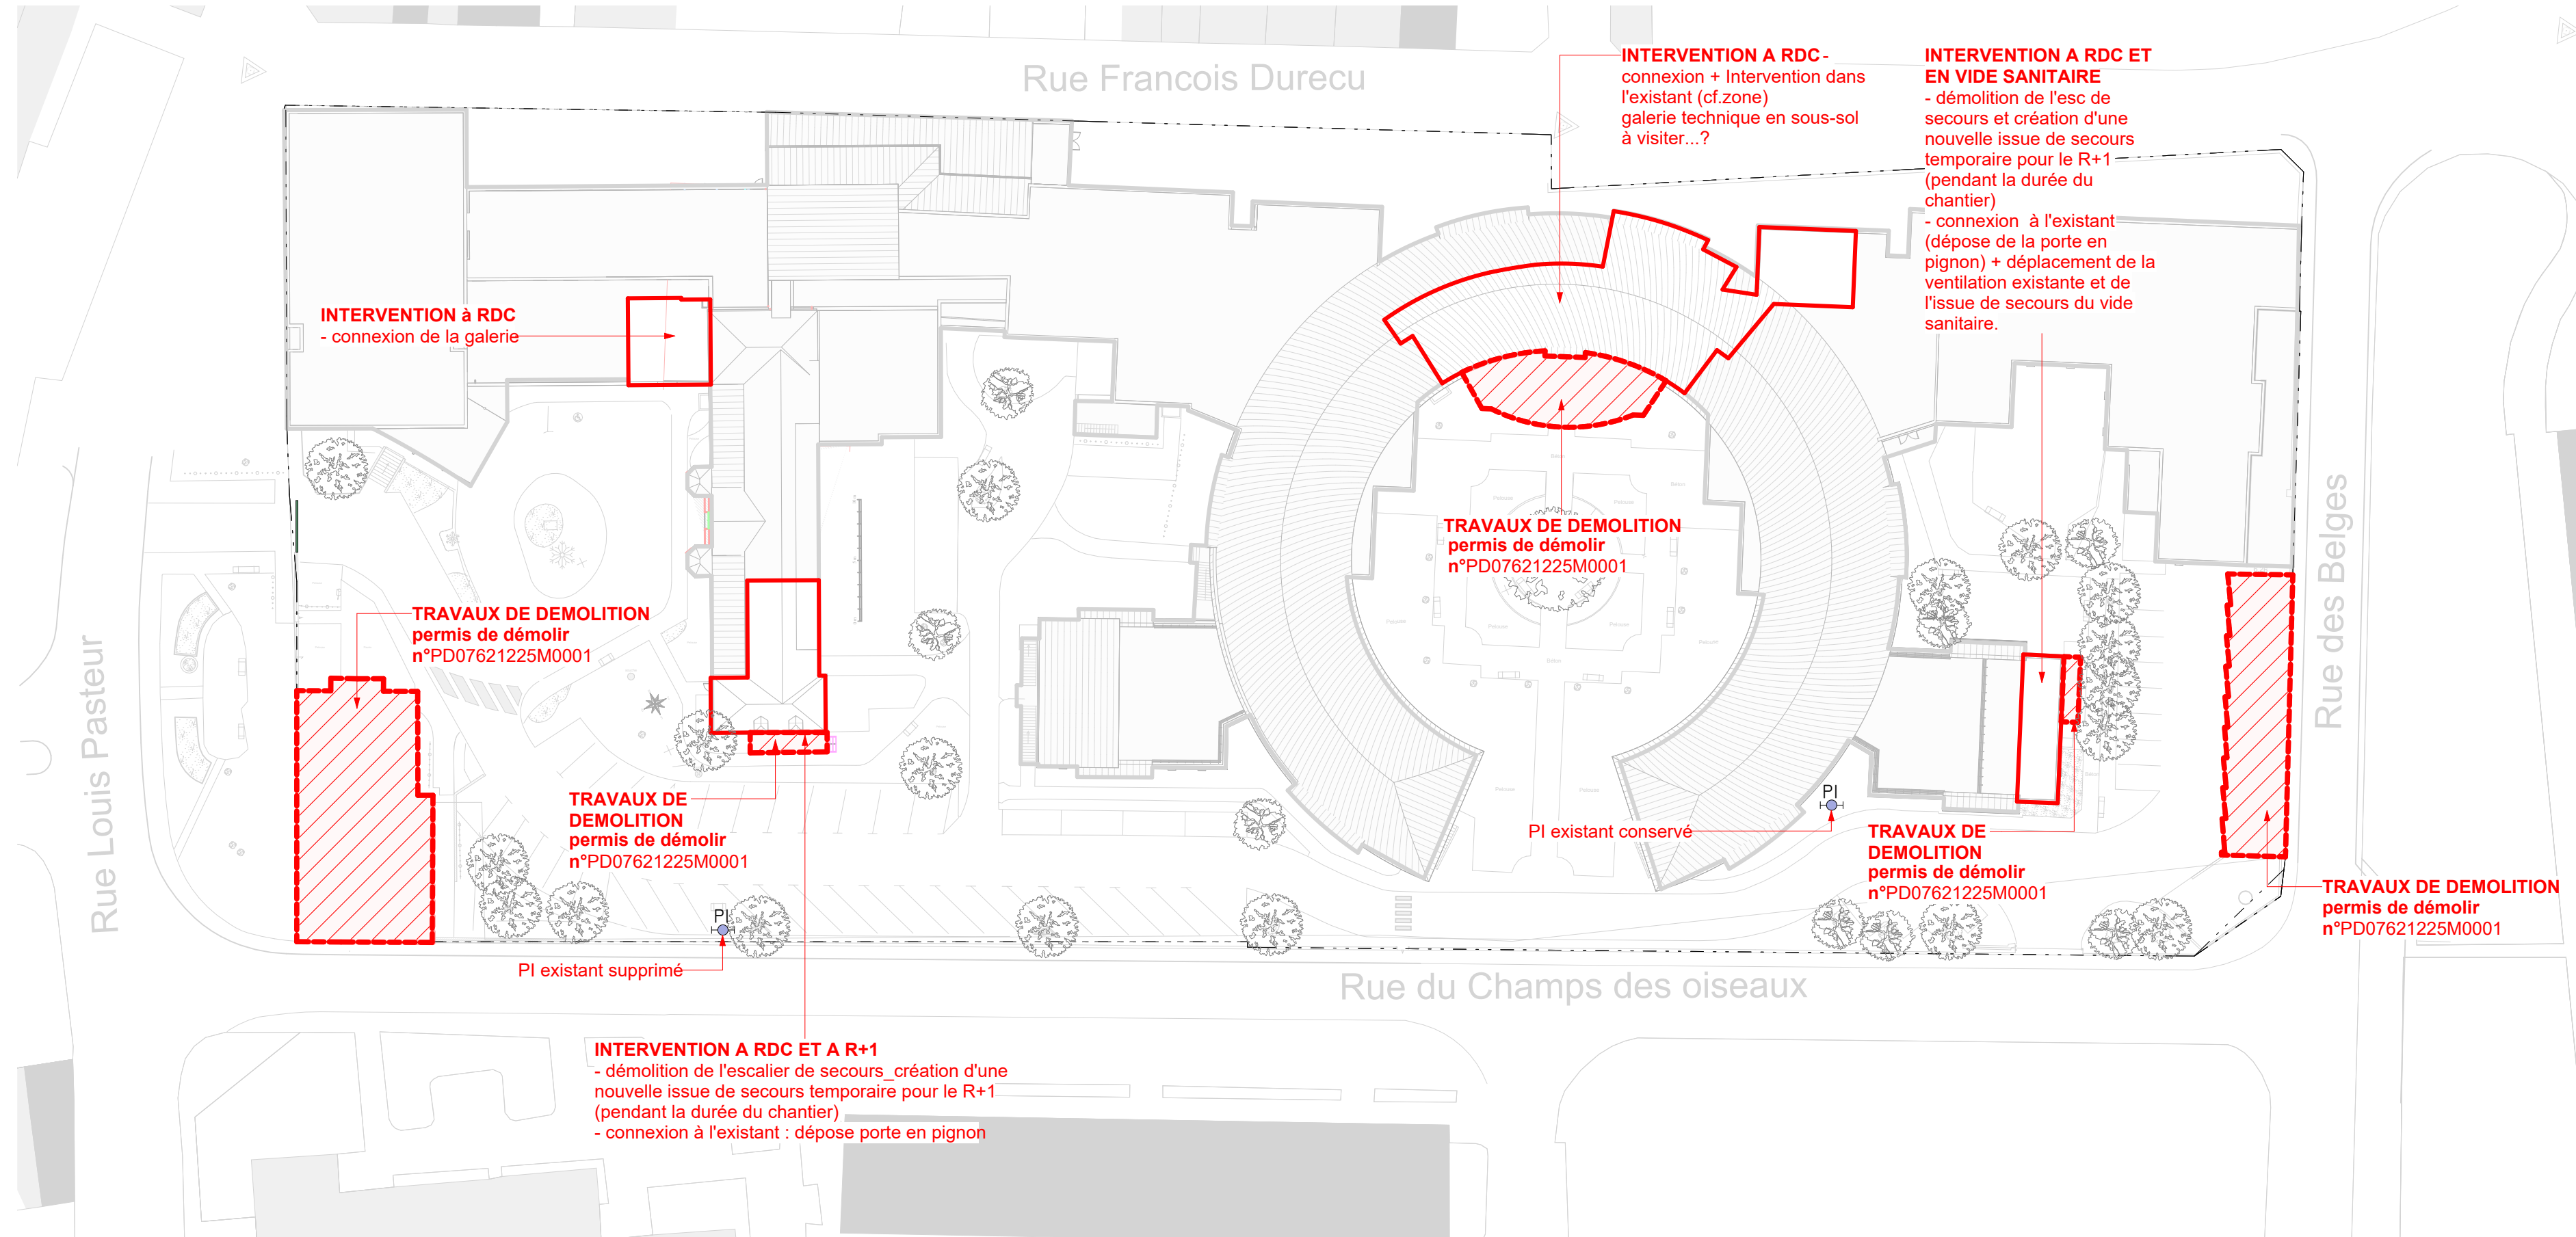 Rue Francois Durecu
INTERVENTION A RDC -
connexion + Intervention dans
l'existant (cf.zone)
galerie technique en sous-sol
à visiter...?
INTERVENTION A RDC ET
EN VIDE SANITAIRE
- démolition de l'esc de
secours et création d'une
nouvelle issue de secours
temporaire pour le R+1
(pendant la durée du
chantier)
- connexion  à l'existant
(dépose de la porte en
pignon) + déplacement de la
ventilation existante et de
l'issue de secours du vide
sanitaire.
INTERVENTION à RDC
- connexion de la galerie
TRAVAUX DE DEMOLITION
permis de démolir
n°PD07621225M0001
TRAVAUX DE DEMOLITION
permis de démolir
n°PD07621225M0001
Rue Louis Pasteur
Rue des Belges
TRAVAUX DE
DEMOLITION
permis de démolir
n°PD07621225M0001
PI
PI existant conservé
TRAVAUX DE
DEMOLITION
permis de démolir
n°PD07621225M0001
TRAVAUX DE DEMOLITION
permis de démolir
n°PD07621225M0001
PI
PI existant supprimé
Rue du Champs des oiseaux
INTERVENTION A RDC ET A R+1
- démolition de l'escalier de secours_création d'une
nouvelle issue de secours temporaire pour le R+1
(pendant la durée du chantier)
- connexion à l'existant : dépose porte en pignon